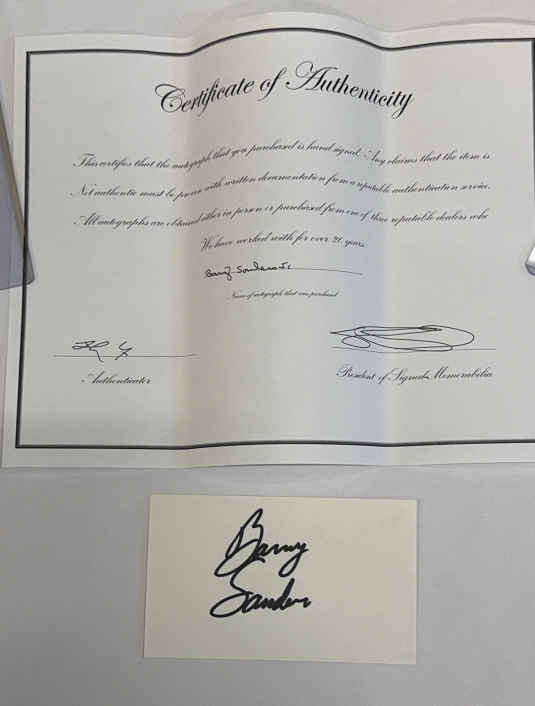 Certificate of Authenticity
This certifies that the autograph that you purchased is hand signed. Any claims that the item is
Not authentic must be proven with written documentation from a reputable authentication service.
All autographs are obtained either in person or purchased from one of three reputable dealers who
We have worked with for over 20 years
Barry Sanders Jr
Name of autograph that was purchased
Authenticator
President of Signed Memorabilia
Barry
Sanders